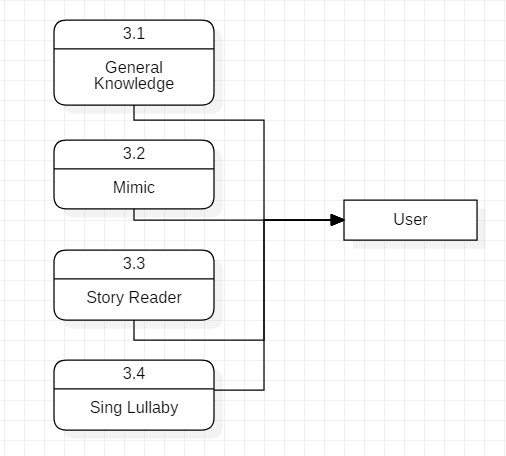 3.1
General
Knowledge
3.2
Mimic
User
3.3
Story Reader
3.4
Sing Lullaby